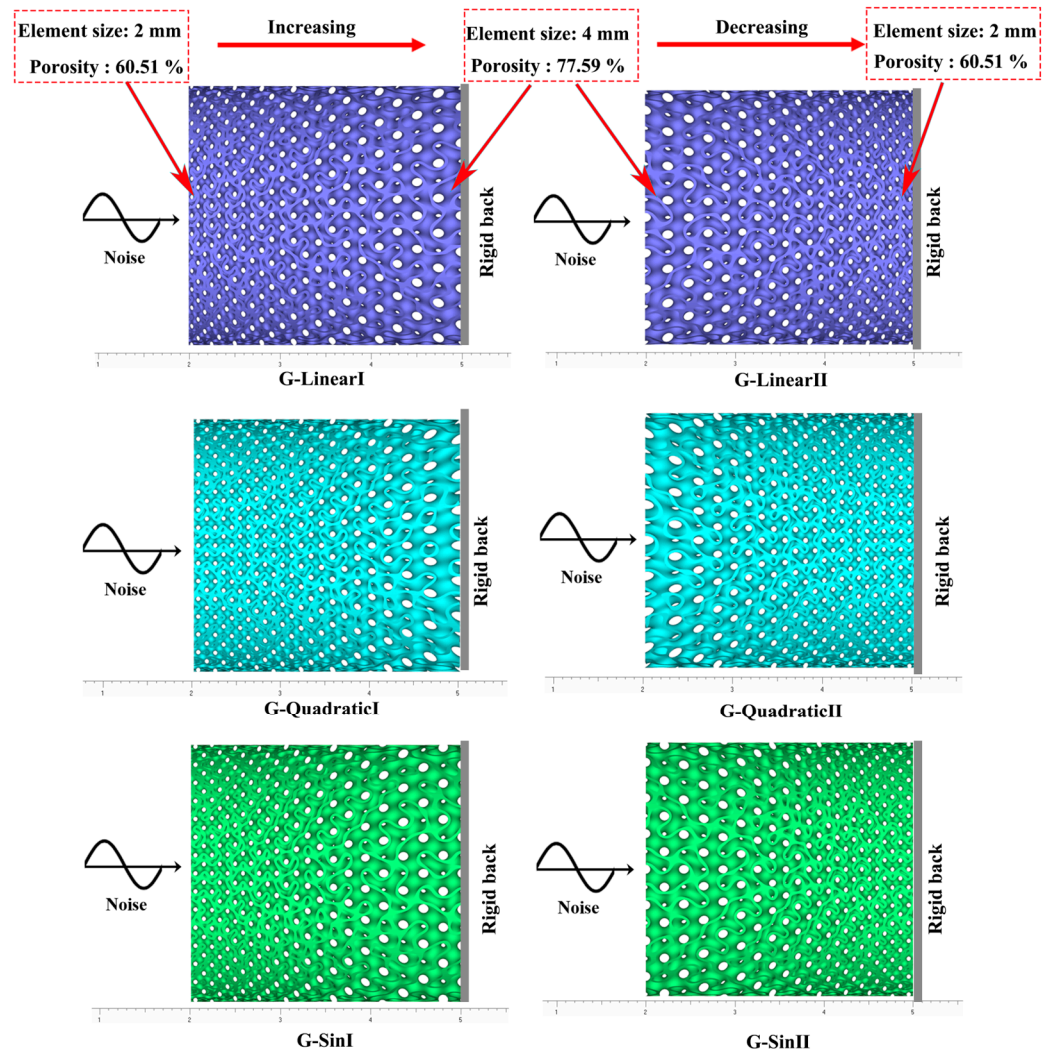 Element size: 2 mm
Porosity : 60.51 %
Increasing
Element size: 4 mm
Porosity : 77.59 %
Decreasing
Element size: 2 mm
Porosity : 60.51 %
Noise
Rigid back
Noise
Rigid back
1 2 3 4 5
1 2 3 4 5
G-LinearI
G-LinearII
Noise
Rigid back
Noise
Rigid back
1 2 3 4 5
1 2 3 4 5
G-QuadraticI
G-QuadraticII
Noise
Rigid back
Noise
Rigid back
1 2 3 4 5
1 2 3 4 5
G-SinI
G-SinII